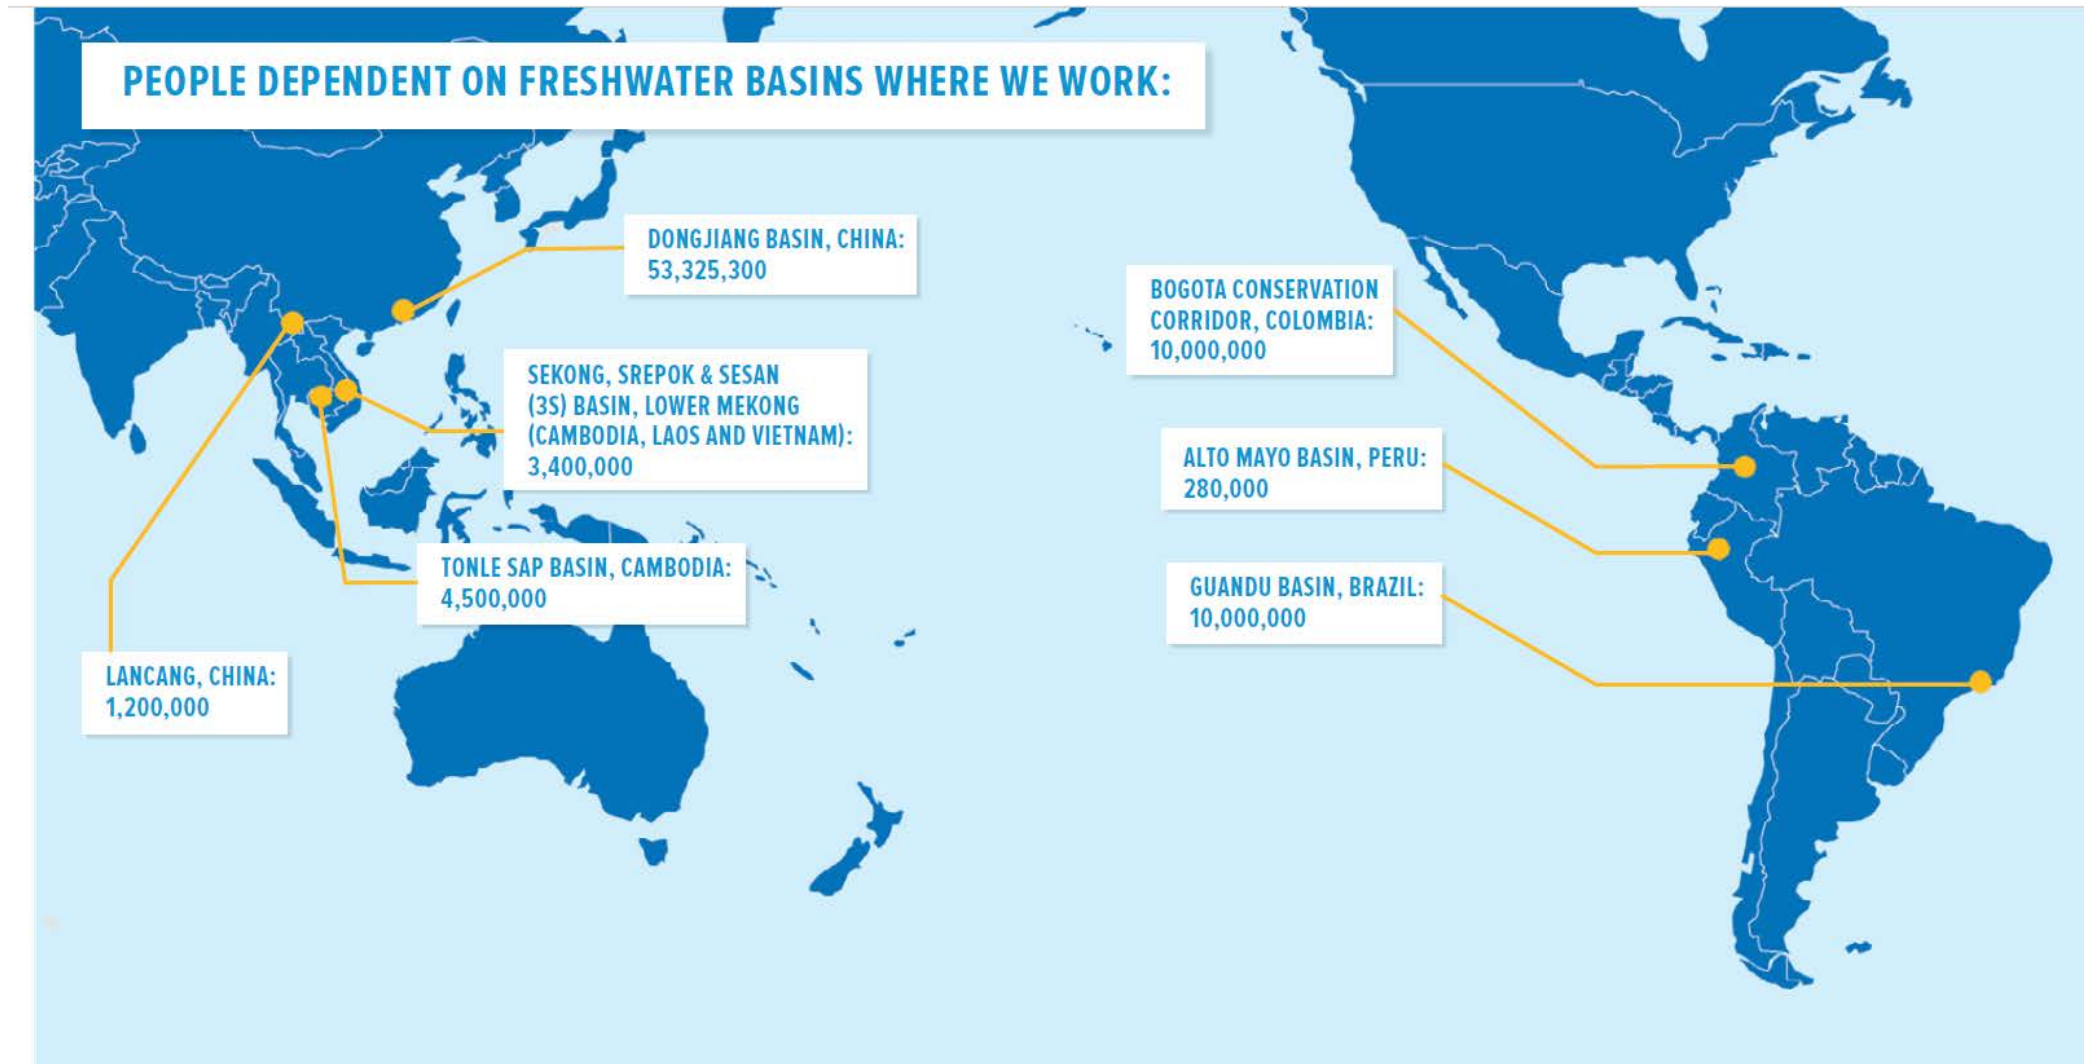 PEOPLE DEPENDENT ON FRESHWATER BASINS WHERE WE WORK:
DONGJIANG BASIN, CHINA:
53,325,300
SEKONG, SREPOK & SESAN
(3S) BASIN, LOWER MEKONG
(CAMBODIA, LAOS AND VIETNAM):
3,400,000
TONLE SAP BASIN, CAMBODIA:
4,500,000
LANCANG, CHINA:
1,200,000
BOGOTA CONSERVATION
CORRIDOR, COLOMBIA:
10,000,000
ALTO MAYO BASIN, PERU:
280,000
GUANDU BASIN, BRAZIL:
10,000,000